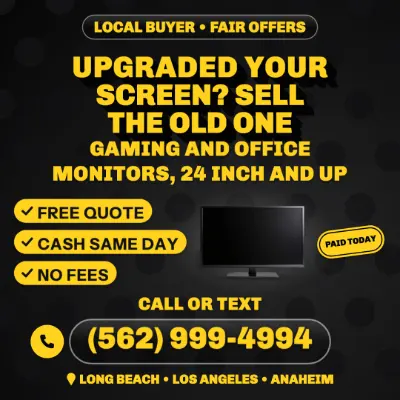 LOCAL BUYER • FAIR OFFERS
UPGRADED YOUR
SCREEN? SELL
THE OLD ONE
GAMING AND OFFICE
MONITORS, 24 INCH AND UP
FREE QUOTE
CASH SAME DAY
NO FEES
PAID TODAY
CALL OR TEXT
(562) 999-4994
LONG BEACH • LOS ANGELES • ANAHEIM